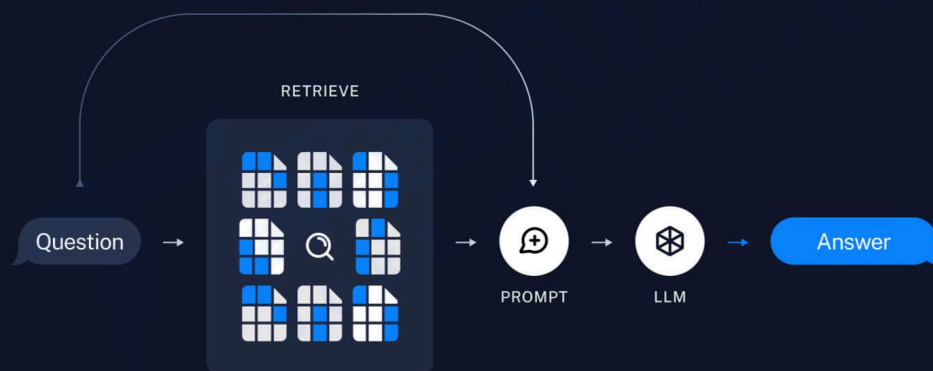 RETRIEVE
Question
Answer
PROMPT
LLM